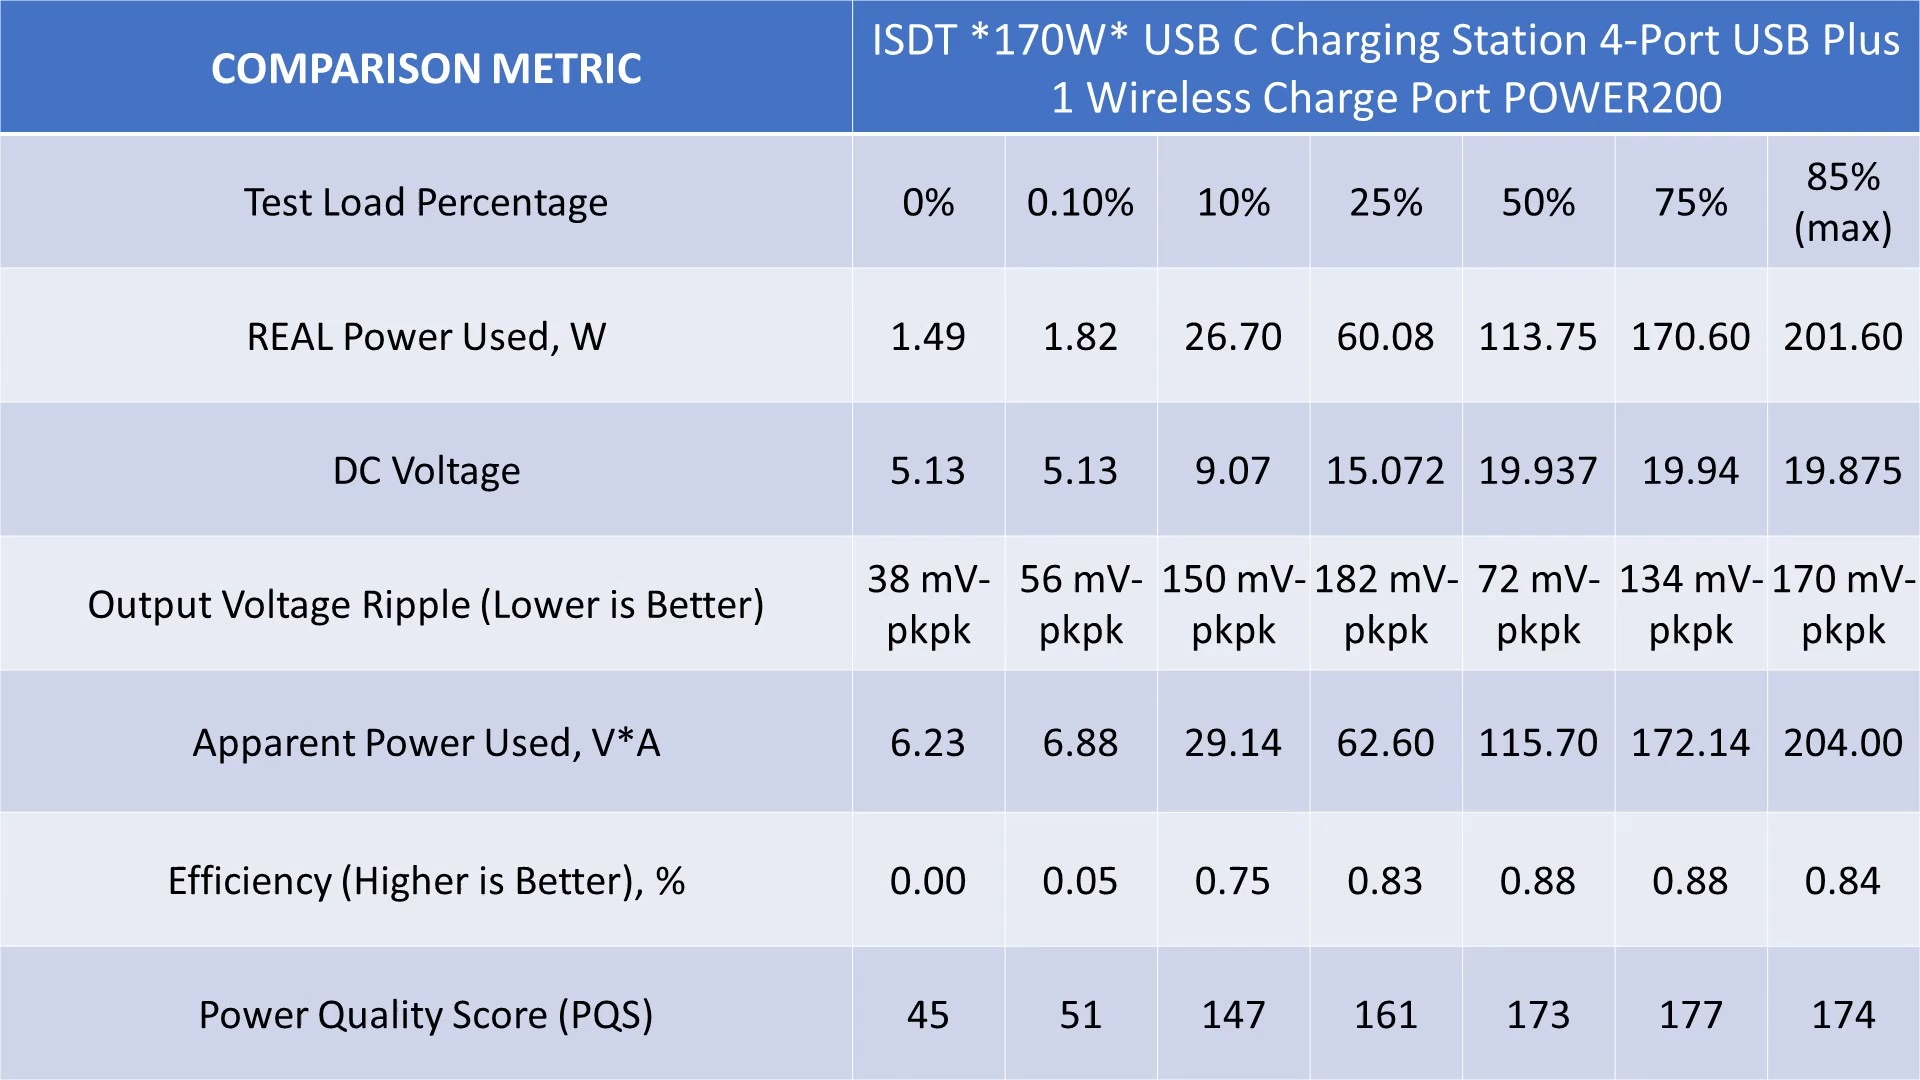 COMPARISON METRIC
ISDT *170W* USB C Charging Station 4-Port USB Plus
1 Wireless Charge Port POWER200
Test Load Percentage 0% 0.10% 10% 25% 50% 75% 85%
(max)
REAL Power Used, W 1.49 1.82 26.70 60.08 113.75 170.60 201.60
DC Voltage 5.13 5.13 9.07 15.072 19.937 19.94 19.875
Output Voltage Ripple (Lower is Better) 38 mV- 56 mV- 150 mV- 182 mV- 72 mV- 134 mV- 170 mV-
pkpk pkpk pkpk pkpk pkpk pkpk pkpk
Apparent Power Used, V*A 6.23 6.88 29.14 62.60 115.70 172.14 204.00
Efficiency (Higher is Better), % 0.00 0.05 0.75 0.83 0.88 0.88 0.84
Power Quality Score (PQS) 45 51 147 161 173 177 174